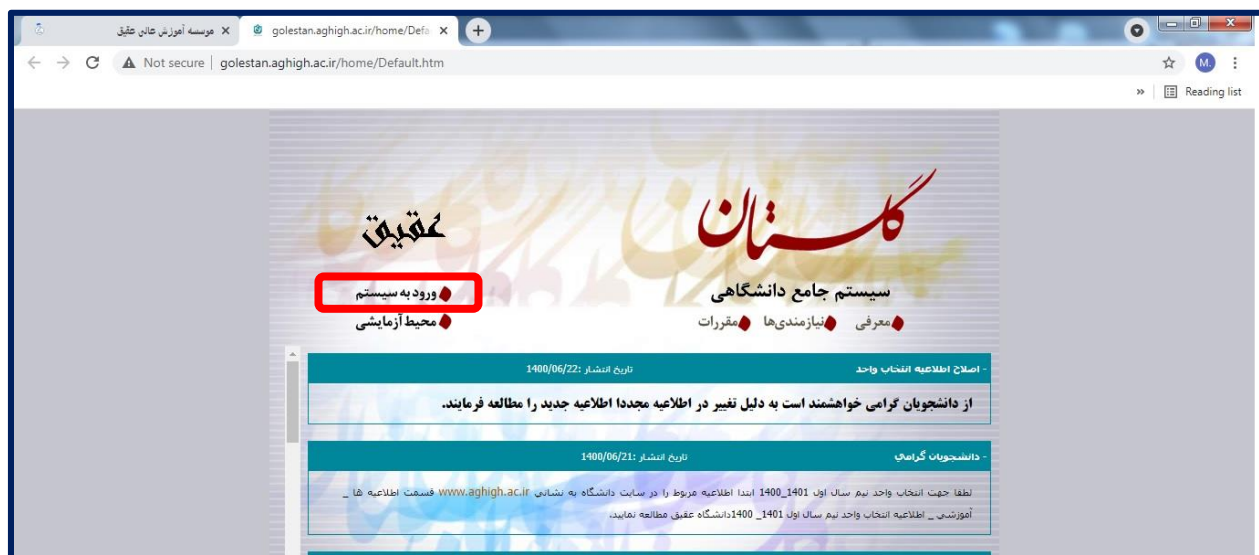 موسسه آموزش عالی عقیق
golestan.aghigh.ac.ir/home/Defa
Not secure | golestan.aghigh.ac.ir/home/Default.htm
M.
» Reading list
گلستان
عقیق
سیستم جامع دانشگاهی
ورود به سیستم
معرفی نیازمندی‌ها مقررات
محیط آزمایشی
- اصلاح اطلاعیه انتخاب واحد تاریخ انتشار :1400/06/22
از دانشجویان گرامی خواهشمند است به دلیل تغییر در اطلاعیه مجددا اطلاعیه جدید را مطالعه فرمایند.
- دانشجویان گرامي تاریخ انتشار :1400/06/21
لطفا جهت انتخاب واحد نیم سال اول 1401_1400 ابتدا اطلاعیه مربوط را در سایت دانشگاه به نشانی www.aghigh.ac.ir قسمت اطلاعیه ها _
آموزشی _ اطلاعیه انتخاب واحد نیم سال اول 1401_ 1400دانشگاه عقیق مطالعه نمایید.